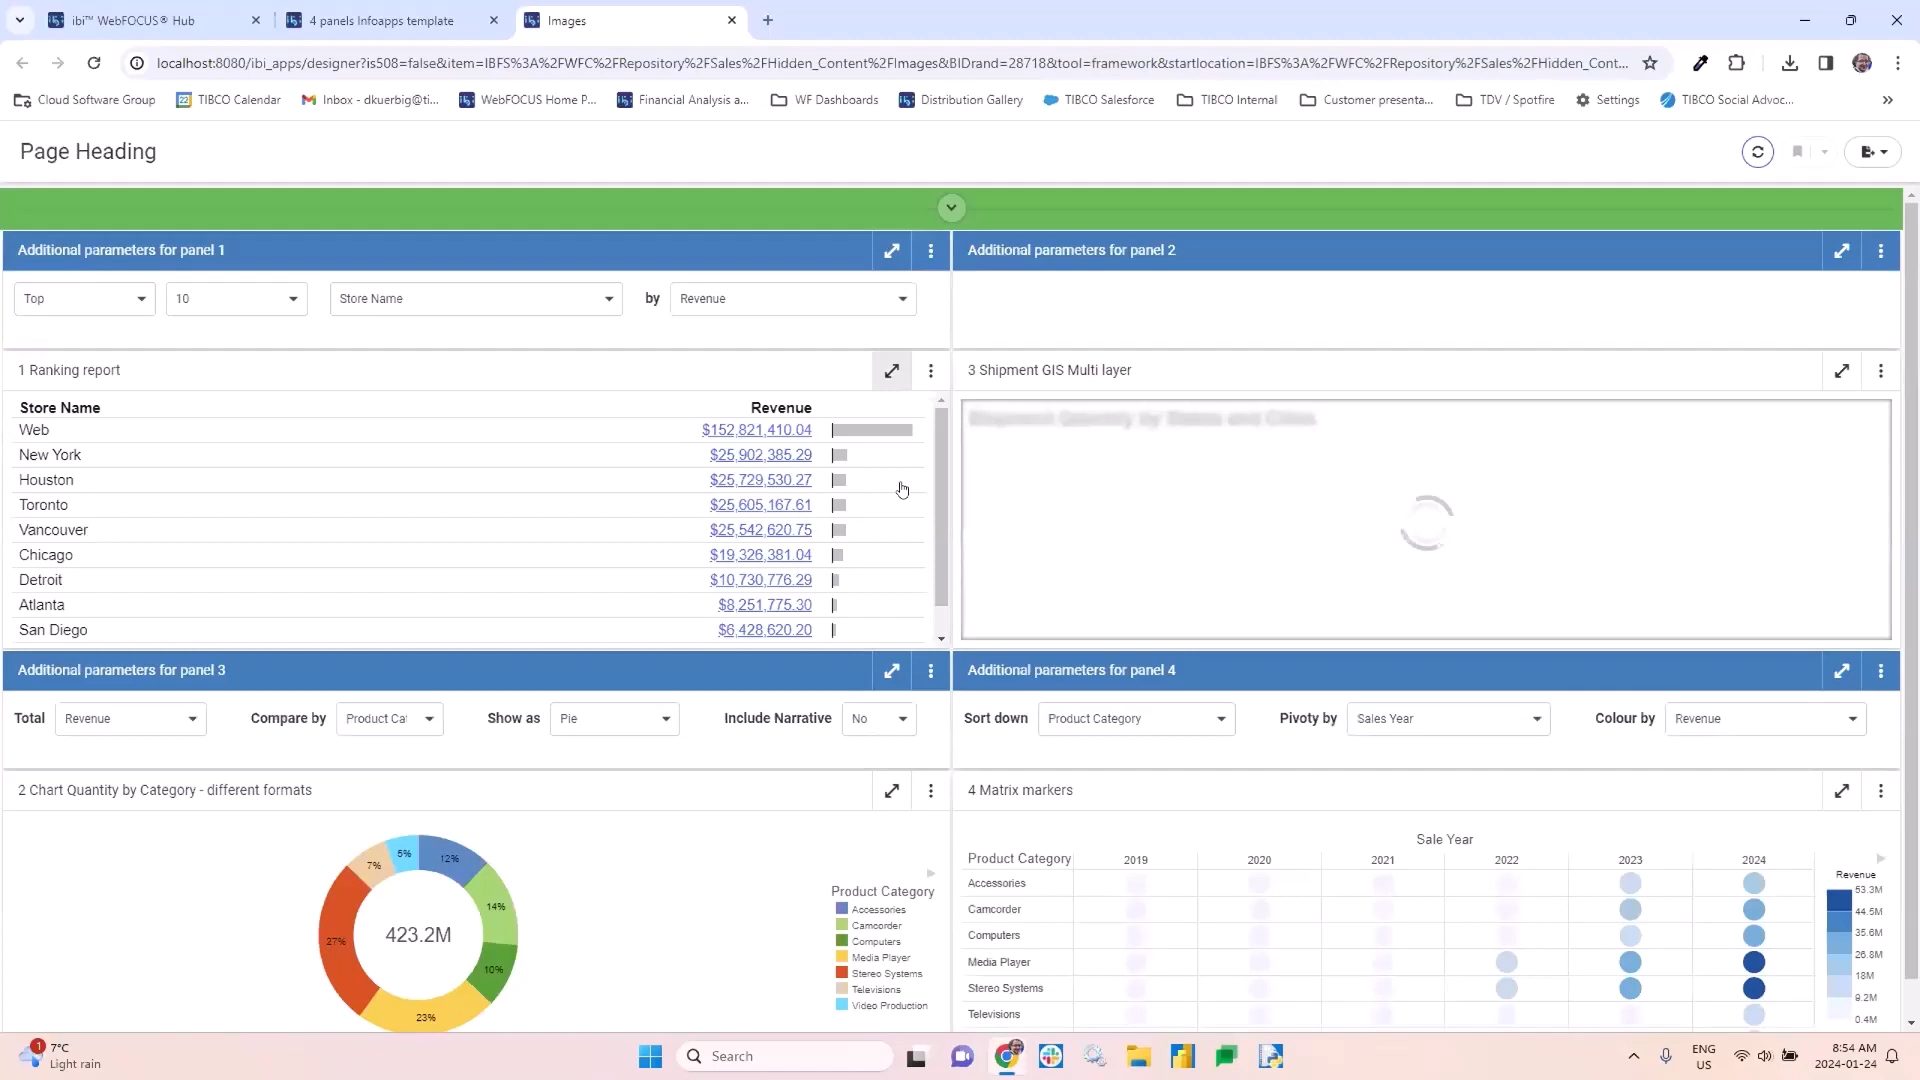 ibi™ WebFOCUS® Hub
4 panels Infoapps template
Images
localhost:8080/ibi_apps/designer?is508=false&item=IBFS%3A%2FWFC%2FRepository%2FSales%2FHidden_Content%2FImages&BIDrand=28718&tool=framework&startlocation=IBFS%3A%2FWFC%2FRepository%2FSales%2FHidden_Cont...
Cloud Software Group
TIBCO Calendar
Inbox - dkuerbig@ti...
WebFOCUS Home P...
Financial Analysis a...
WF Dashboards
Distribution Gallery
TIBCO Salesforce
TIBCO Internal
Customer presenta...
TDV / Spotfire
Settings
TIBCO Social Advoc...
Page Heading
Additional parameters for panel 1
Additional parameters for panel 2
Top
10
Store Name
by
Revenue
1 Ranking report
3 Shipment GIS Multi layer
Store Name Revenue
Shipment Quantity by States and Cities
Web $152,821,410.04
New York $25,902,385.29
Houston $25,729,530.27
Toronto $25,605,167.61
Vancouver $25,542,620.75
Chicago $19,326,381.04
Detroit $10,730,776.29
Atlanta $8,251,775.30
San Diego $6,428,620.20
Additional parameters for panel 3
Additional parameters for panel 4
Total Revenue Compare by Product Cat Show as Pie Include Narrative No
Sort down Product Category Pivoty by Sales Year Colour by Revenue
2 Chart Quantity by Category - different formats
4 Matrix markers
5%
12%
7%
14%
27%
423.2M
10%
23%
Product Category
Accessories
Camcorder
Computers
Media Player
Stereo Systems
Televisions
Video Production
Sale Year
Product Category 2019 2020 2021 2022 2023 2024
Accessories
Camcorder
Computers
Media Player
Stereo Systems
Televisions
Revenue
53.3M
44.5M
35.6M
26.8M
18M
9.2M
0.4M
1
7°C
Light rain
Search
ENG
US
8:54 AM
2024-01-24